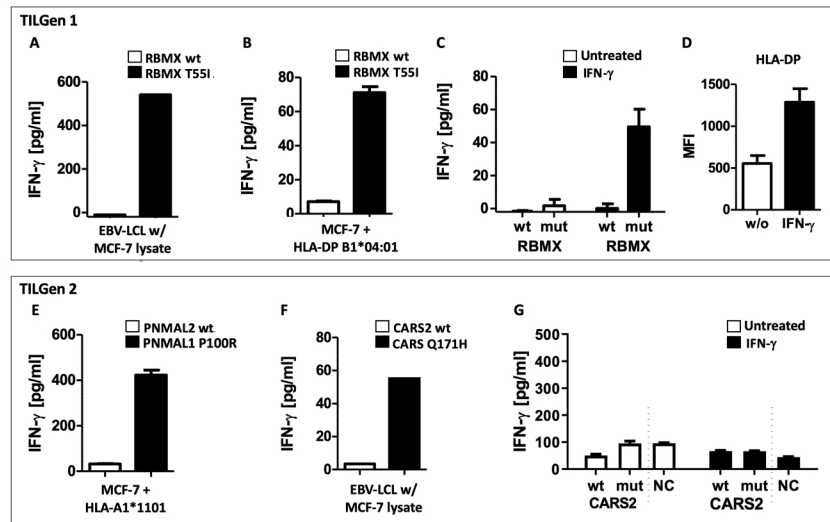 TILGen 1
A
RBMX wt
RBMX T55I
IFN-γ [pg/ml]
600
400
200
0
EBV-LCL w/
MCF-7 lysate
B
RBMX wt
RBMX T55I
IFN-γ [pg/ml]
80
60
40
20
0
MCF-7 +
HLA-DP B1*04:01
C
Untreated
IFN-γ
IFN-γ [pg/ml]
80
60
40
20
0
wt mut wt mut
RBMX RBMX
D
HLA-DP
MFI
1500
1000
500
0
w/o IFN-γ
TILGen 2
E
PNMAL2 wt
PNMAL1 P100R
IFN-γ [pg/ml]
600
400
200
0
MCF-7 +
HLA-A1*1101
F
CARS2 wt
CARS Q171H
IFN-γ [pg/ml]
80
60
40
20
0
EBV-LCL w/
MCF-7 lysate
G
Untreated
IFN-γ
IFN-γ [pg/ml]
500
400
300
200
100
0
wt mut NC wt mut NC
CARS2 CARS2